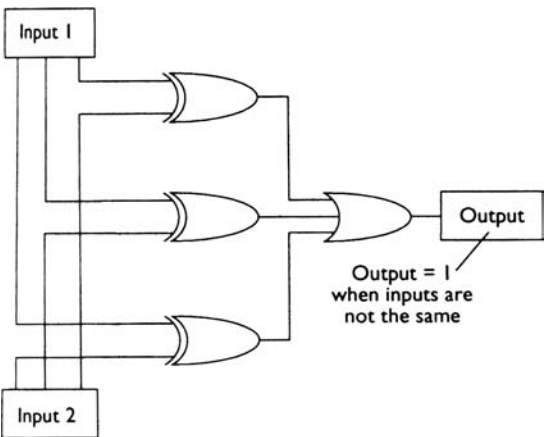 Input 1
Output
Output = 1
when inputs are
not the same
Input 2